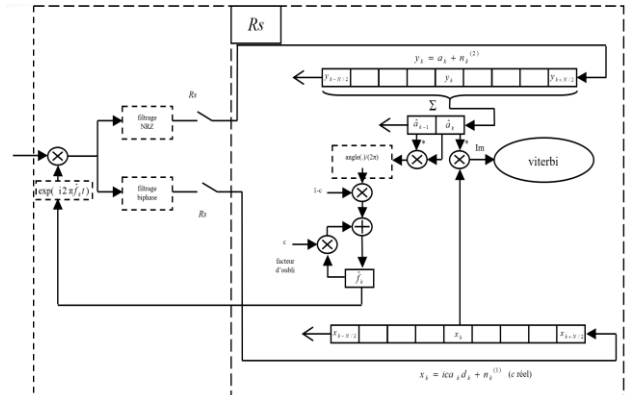 Rs
y_k = a_k + n_k^(2)
y_{k-N/2} y_k y_{k+N/2}
Σ
Rs
filtrage
NRZ
â_{k-1} â_k
* *
Im
viterbi
angle(.)/(2π)
exp( i2πf̂_k t)
filtrage
biphase
Rs
1-c
c
facteur
d'oubli
f̂_k
x_{k-N/2} x_k x_{k+N/2}
x_k = ica_k d_k + n_k^(1) (c réel)